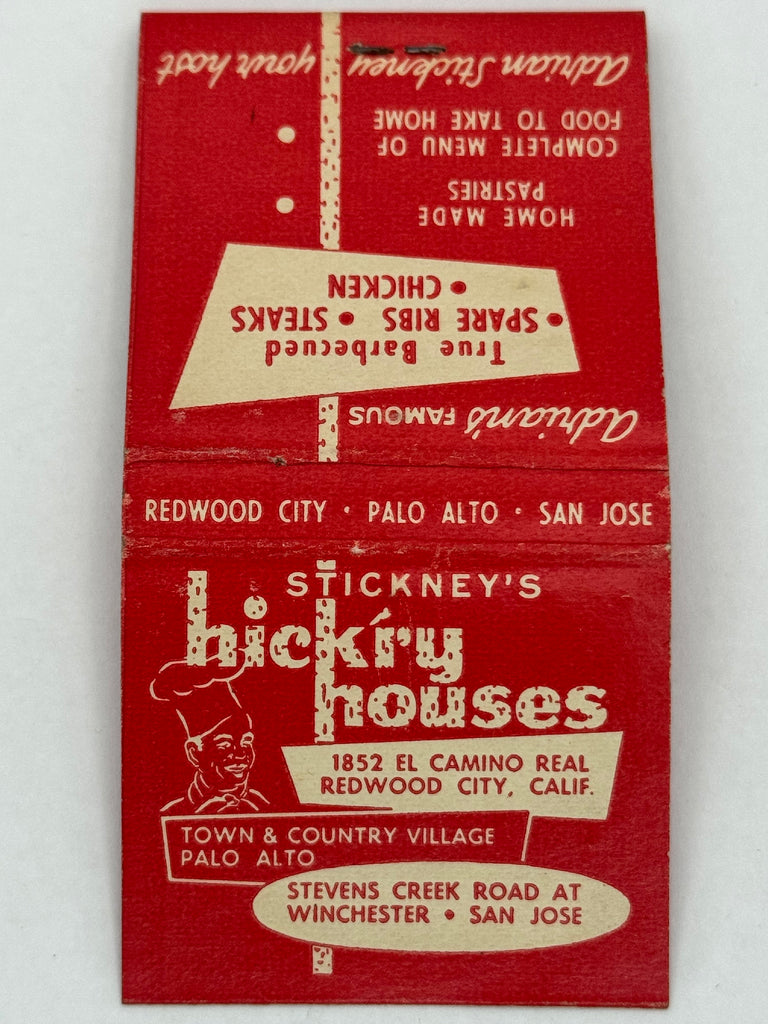 Adrian's FAMOUS
True Barbecued
• SPARE RIBS • STEAKS
• CHICKEN
HOME MADE
PASTRIES
COMPLETE MENU OF
FOOD TO TAKE HOME
Adrian Stickney your host
REDWOOD CITY • PALO ALTO • SAN JOSE
STICKNEY'S
hick'ry
houses
1852 EL CAMINO REAL
REDWOOD CITY, CALIF.
TOWN & COUNTRY VILLAGE
PALO ALTO
STEVENS CREEK ROAD AT
WINCHESTER • SAN JOSE